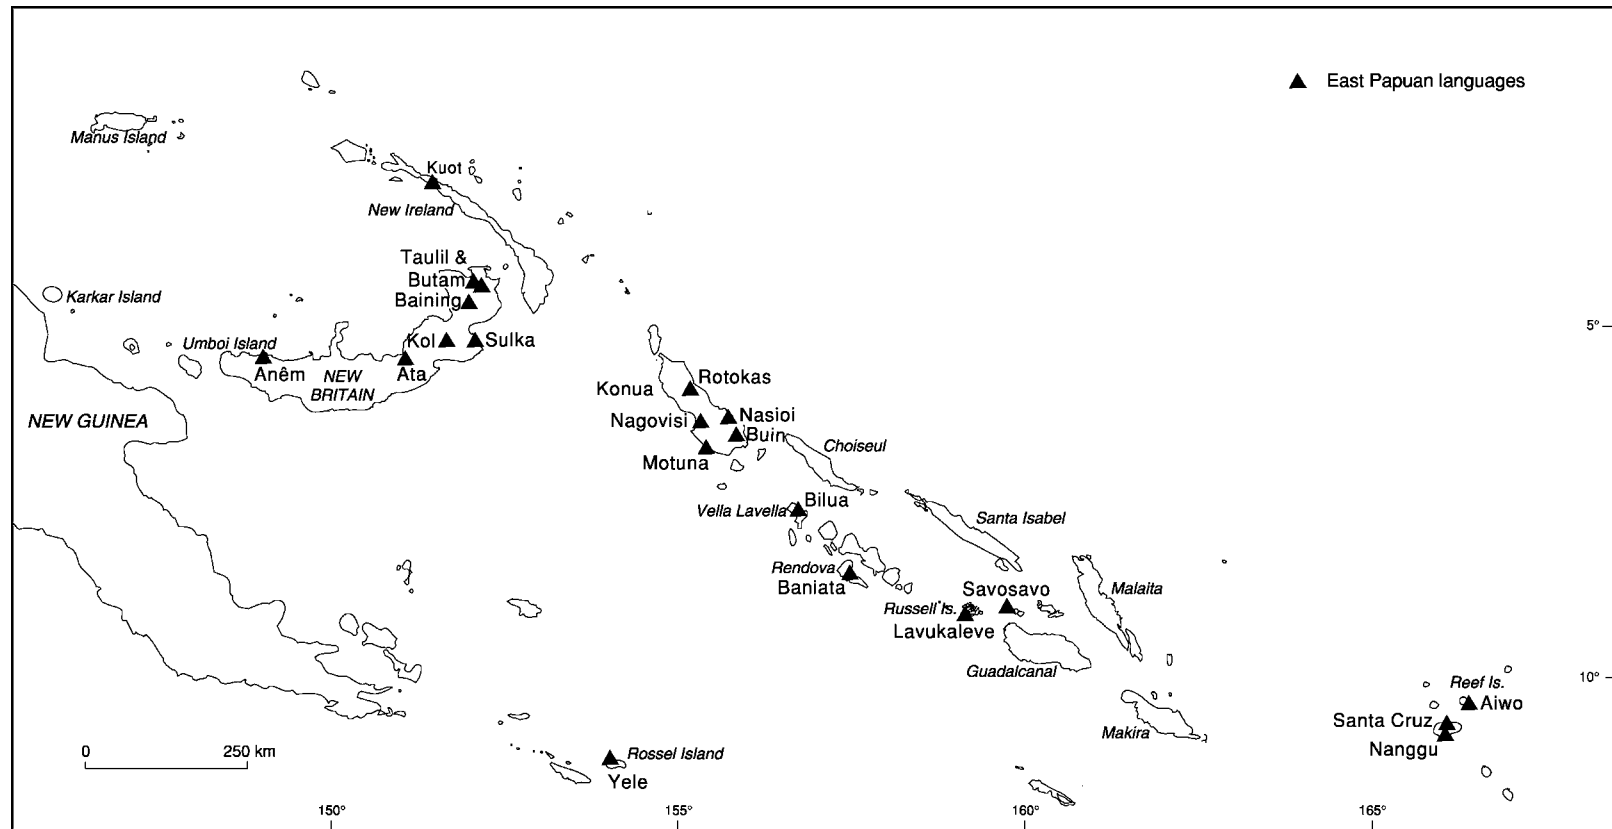 East Papuan languages
Manus Island
Kuot
New Ireland
Taulil &
Butam
Baining
Karkar Island
Kol
Sulka
5°
Umboi Island
Anêm
NEW
BRITAIN
Ata
NEW GUINEA
Konua
Rotokas
Nagovisi
Nasioi
Buin
Motuna
Choiseul
Vella Lavella
Bilua
Santa Isabel
Rendova
Baniata
Savosavo
Malaita
Russell Is.
Lavukaleve
Guadalcanal
10°
Reef Is.
Aiwo
Santa Cruz
Nanggu
Makira
0
250 km
Rossel Island
Yele
150°
155°
160°
165°